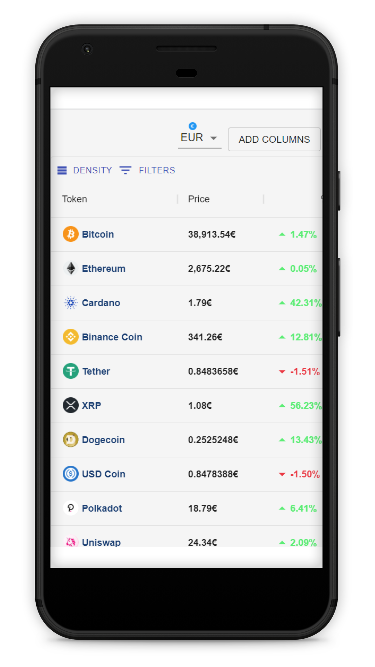 €
EUR
ADD COLUMNS
DENSITY FILTERS
Token Price
Bitcoin 38,913.54€ 1.47%
Ethereum 2,675.22€ 0.05%
Cardano 1.79€ 42.31%
Binance Coin 341.26€ 12.81%
Tether 0.8483658€ -1.51%
XRP 1.08€ 56.23%
Dogecoin 0.2525248€ 13.43%
USD Coin 0.8478388€ -1.50%
Polkadot 18.79€ 6.41%
Uniswap 24.34€ 2.09%